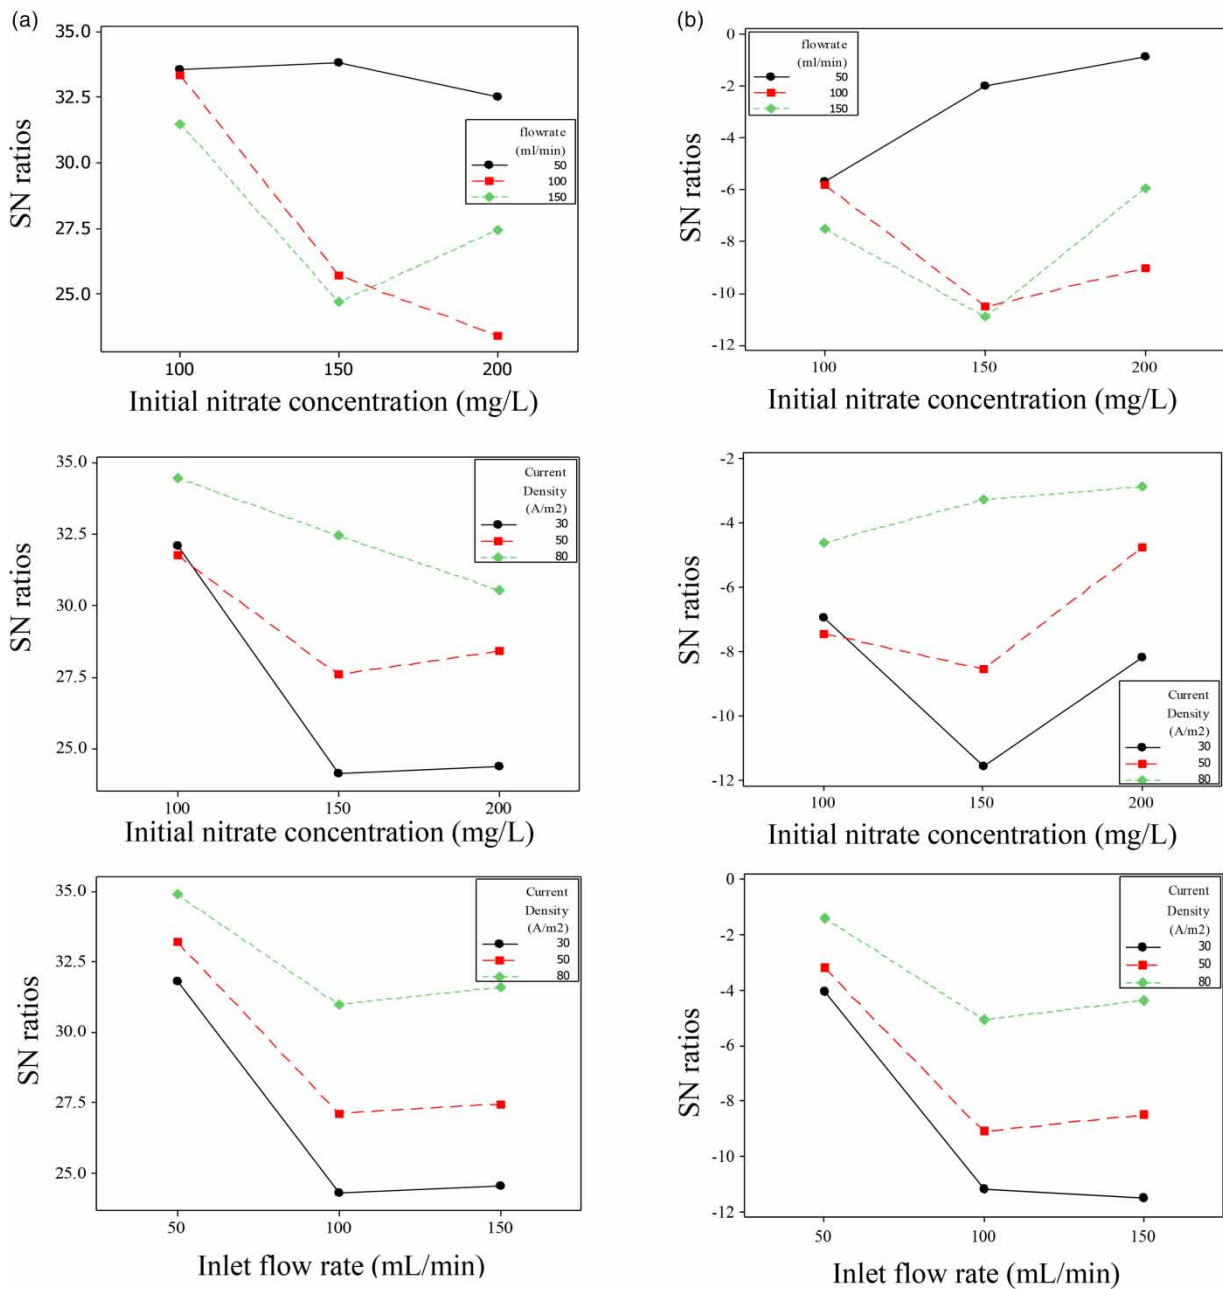 (a)
SN ratios
35.0
32.5
30.0
27.5
25.0
flowrate
(ml/min)
50
100
150
100
150
200
Initial nitrate concentration (mg/L)
(b)
SN ratios
0
-2
-4
-6
-8
-10
-12
flowrate
(ml/min)
50
100
150
100
150
200
Initial nitrate concentration (mg/L)
SN ratios
35.0
32.5
30.0
27.5
25.0
Current
Density
(A/m2)
30
50
80
100
150
200
Initial nitrate concentration (mg/L)
SN ratios
-2
-4
-6
-8
-10
-12
Current
Density
(A/m2)
30
50
80
100
150
200
Initial nitrate concentration (mg/L)
SN ratios
35.0
32.5
30.0
27.5
25.0
Current
Density
(A/m2)
30
50
80
50
100
150
Inlet flow rate (mL/min)
SN ratios
0
-2
-4
-6
-8
-10
-12
Current
Density
(A/m2)
30
50
80
50
100
150
Inlet flow rate (mL/min)